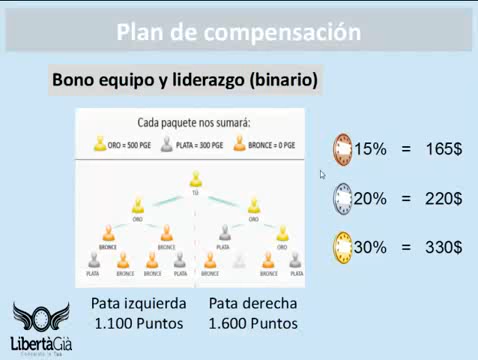 Plan de compensación
Bono equipo y liderazgo (binario)
Cada paquete nos sumará:
ORO = 500 PGE PLATA = 300 PGE BRONCE = 0 PGE
TÚ
ORO ORO
BRONCE BRONCE PLATA ORO
PLATA BRONCE BRONCE PLATA BRONCE BRONCE PLATA
15% = 165$
20% = 220$
30% = 330$
Pata izquierda Pata derecha
1.100 Puntos 1.600 Puntos
LibertàGià